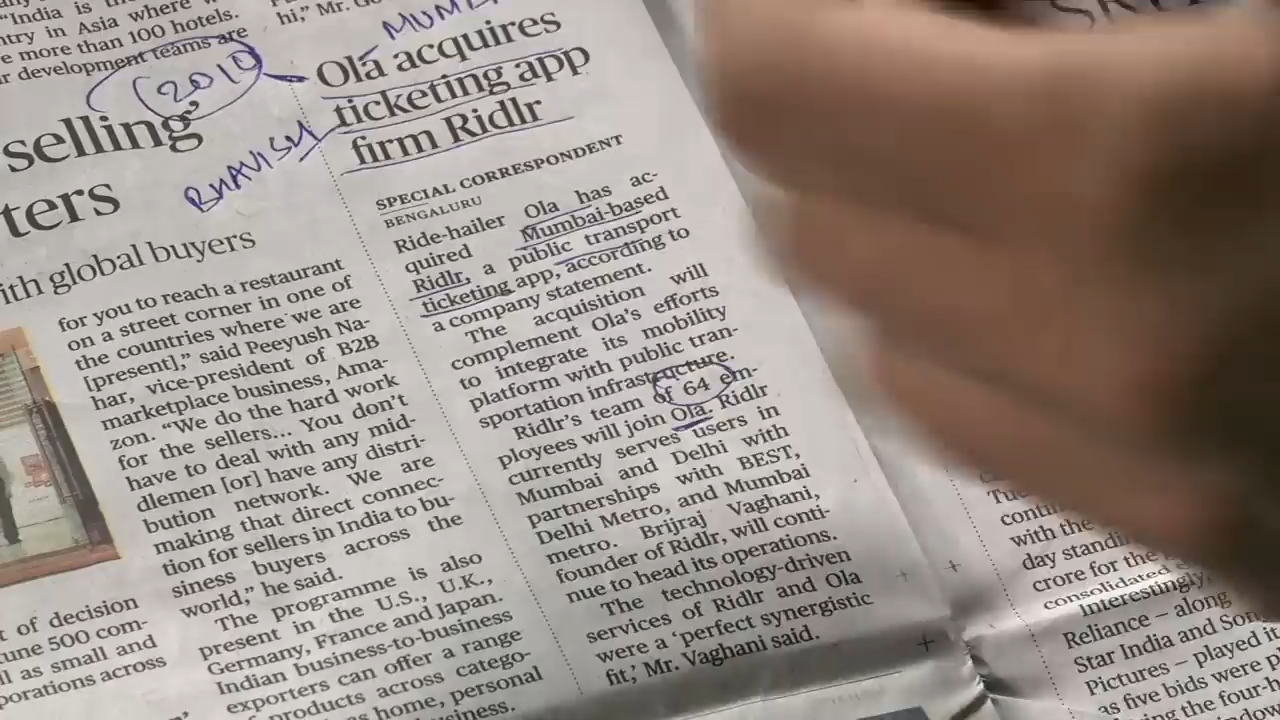 "India is
ntry in Asia where
e more than 100 hotels.
r development teams are
hi," Mr.
(2010)
BHAVISH
selling
ters
ith global buyers
for you to reach a restaurant
on a street corner in one of
the countries where we are
[present]," said Peeyush Na-
har, vice-president of B2B
marketplace business, Ama-
zon. "We do the hard work
for the sellers... You don't
have to deal with any mid-
dlemen [or] have any distri-
bution network. We are
making that direct connec-
tion for sellers in India to bu-
siness buyers across the
world," he said.
The programme is also
present in the U.S., U.K.,
Germany, France and Japan.
Indian business-to-business
exporters can offer a range
products across catego-
home, personal
siness.
t of decision
tune 500 com-
ll as small and
porations across
Ola acquires
ticketing app
firm Ridlr
SPECIAL CORRESPONDENT
BENGALURU
Ride-hailer Ola has ac-
quired Mumbai-based
Ridlr, a public transport
ticketing app, according to
a company statement.
The acquisition will
complement Ola's efforts
to integrate its mobility
platform with public tran-
sportation infrastructure.
Ridlr's team of 64 em-
ployees will join Ola. Ridlr
currently serves users in
Mumbai and Delhi with
partnerships with BEST,
Delhi Metro, and Mumbai
metro. Brijraj Vaghani,
founder of Ridlr, will conti-
nue to head its operations.
The technology-driven
services of Ridlr and Ola
were a 'perfect synergistic
fit,' Mr. Vaghani said.
with the
day standi
crore for the
consolidated
Interestingly,
Reliance – along
Star India and Son
Pictures – played it
as five bids were pl
ing the four-h